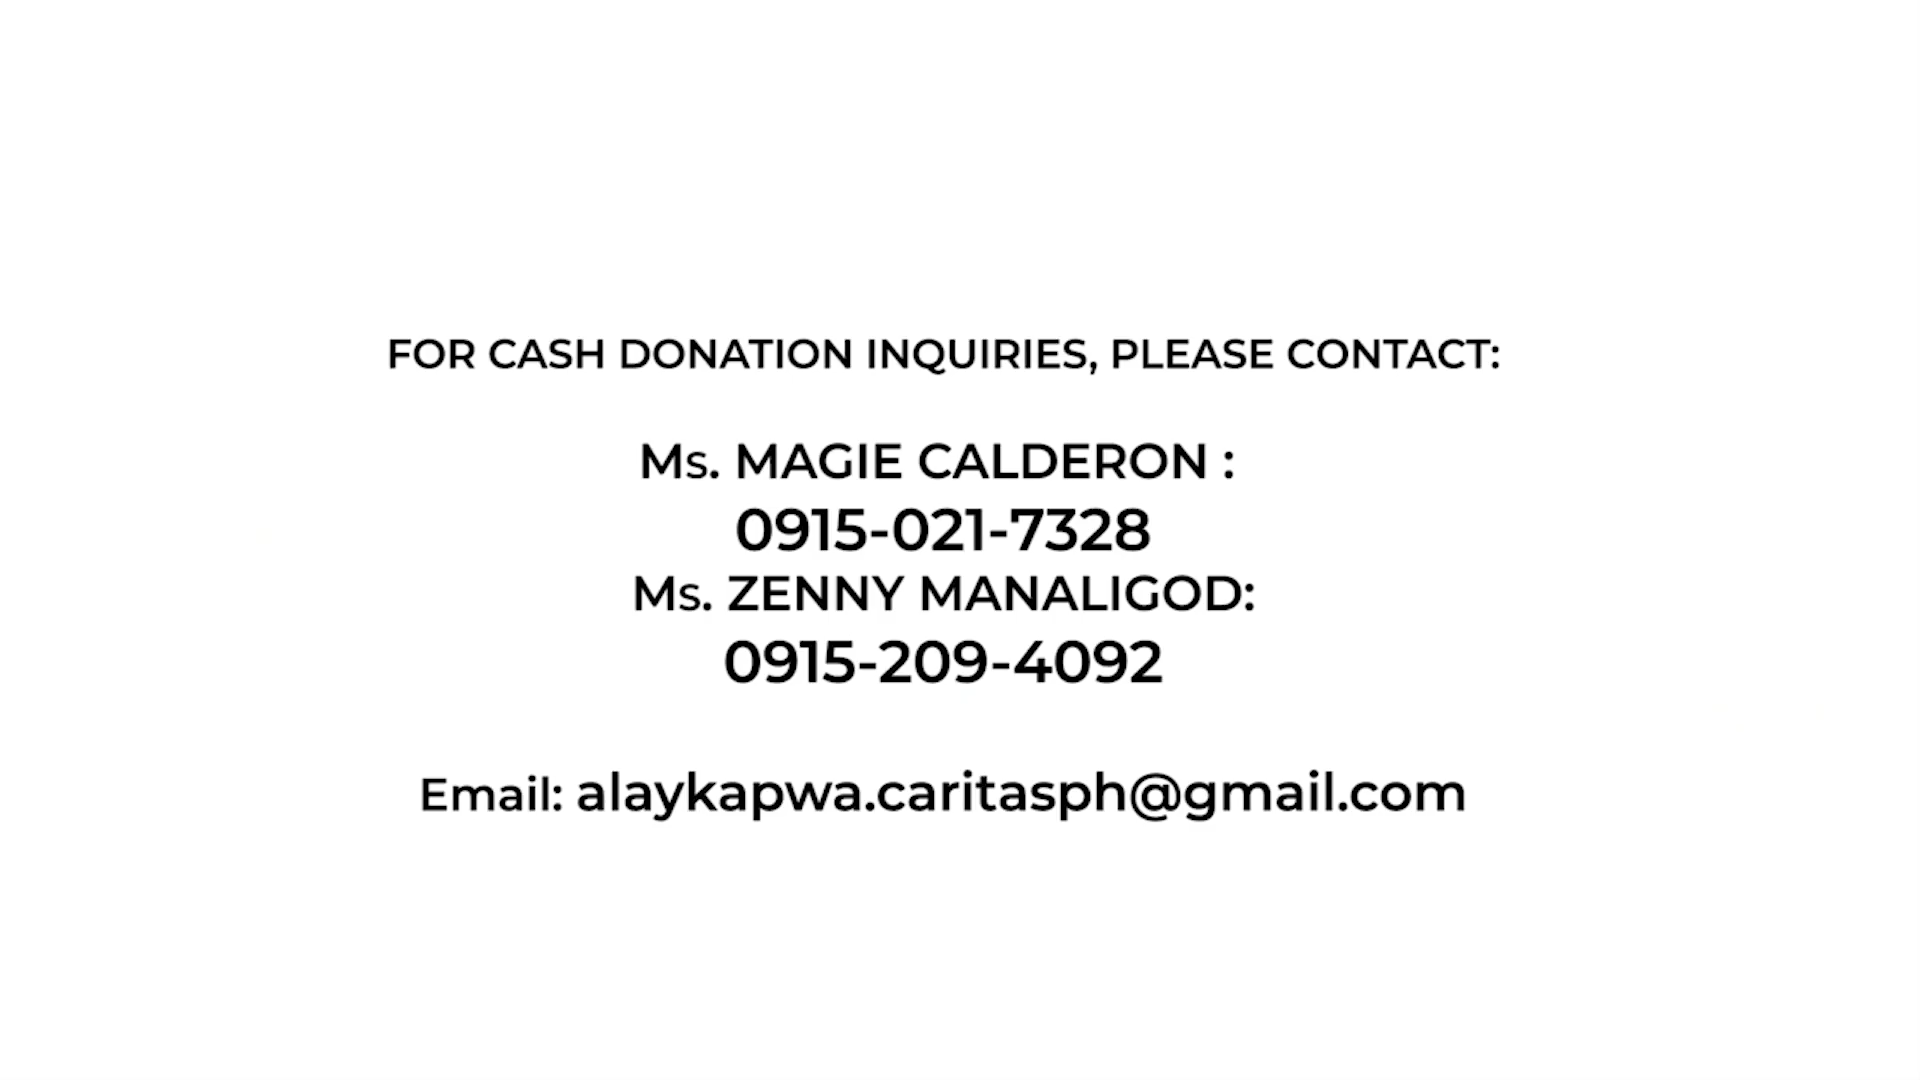 FOR CASH DONATION INQUIRIES, PLEASE CONTACT:
Ms. MAGIE CALDERON :
0915-021-7328
Ms. ZENNY MANALIGOD:
0915-209-4092
Email: alaykapwa.caritasph@gmail.com